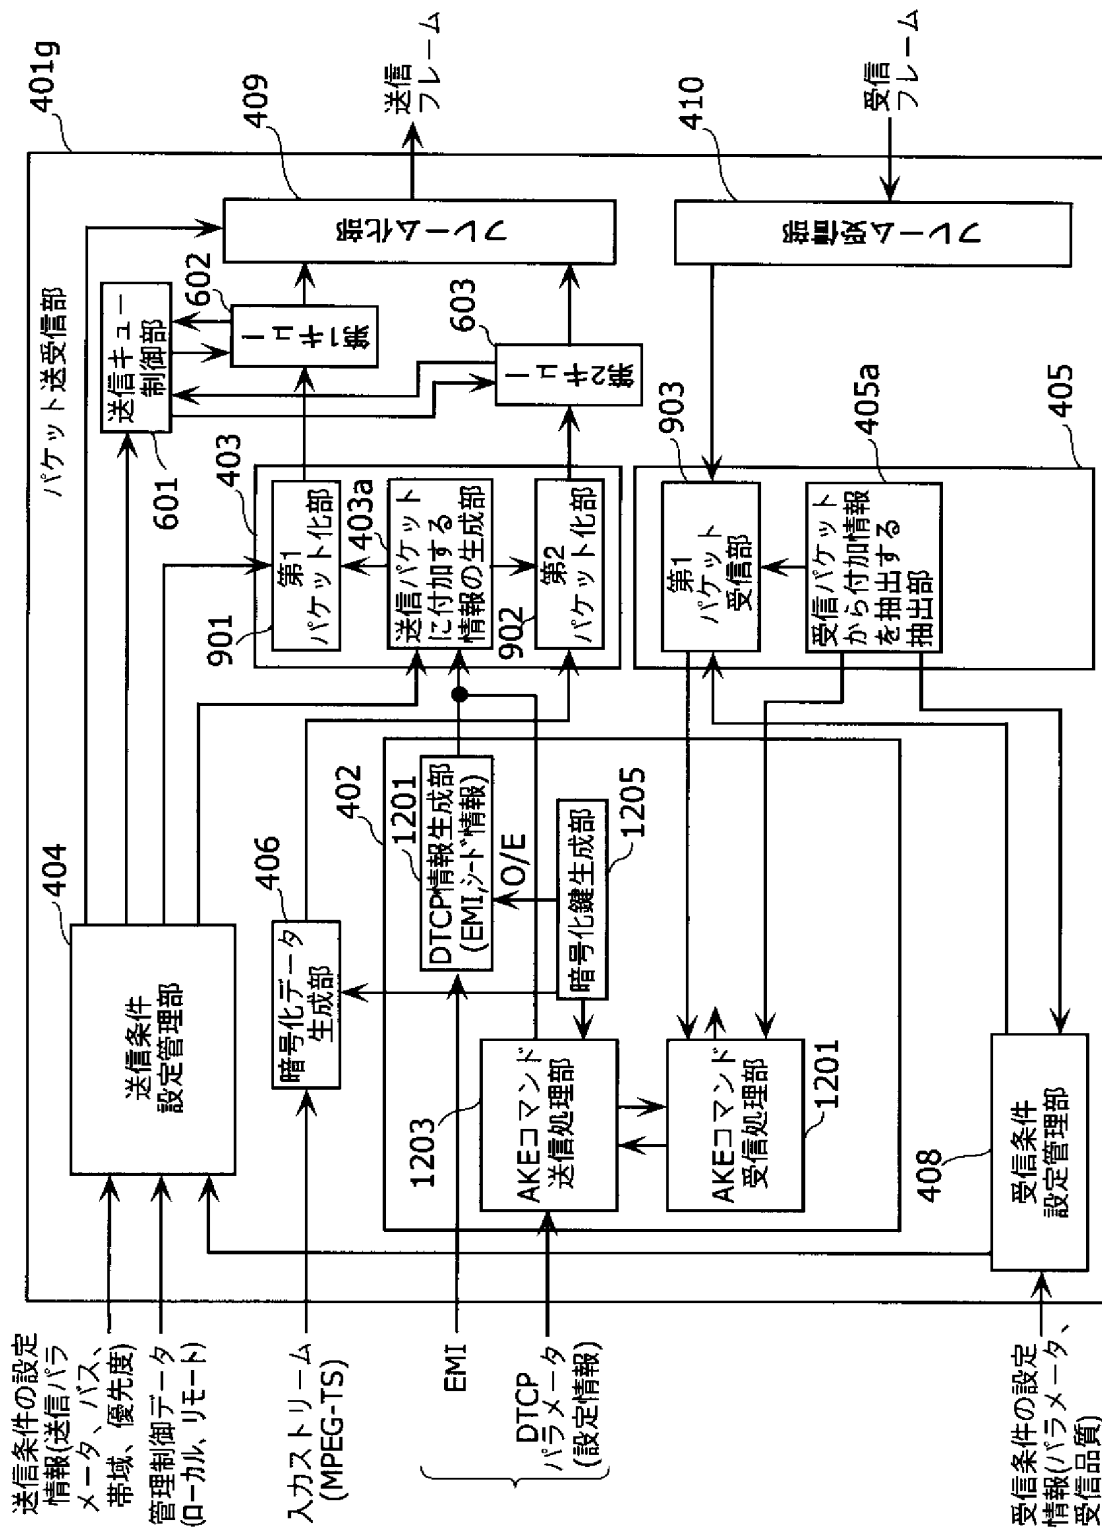 401g
パケット送受信部
送信条件の設定
情報(送信パラ
メータ、パス、
帯域、優先度)
管理制御データ
(ローカル、リモート)
404
送信条件
設定管理部
601
送信キュー
制御部
602
第1キュー
603
第2キュー
409
フレーム化部
送信
フレーム
入力ストリーム
(MPEG-TS)
406
暗号化データ
生成部
403
901
第1
パケット化部
403a
送信パケット
に付加する
情報の生成部
902
第2
パケット化部
402
EMI
1201
DTCP情報生成部
(EMI,シード情報)
O/E
暗号化鍵生成部
1205
DTCP
パラメータ
(設定情報)
1203
AKEコマンド
送信処理部
AKEコマンド
受信処理部
1201
903
第1
パケット
受信部
405a
受信パケット
から付加情報
を抽出する
抽出部
405
410
フレーム受信部
受信
フレーム
408
受信条件
設定管理部
受信条件の設定
情報(パラメータ、
受信品質)